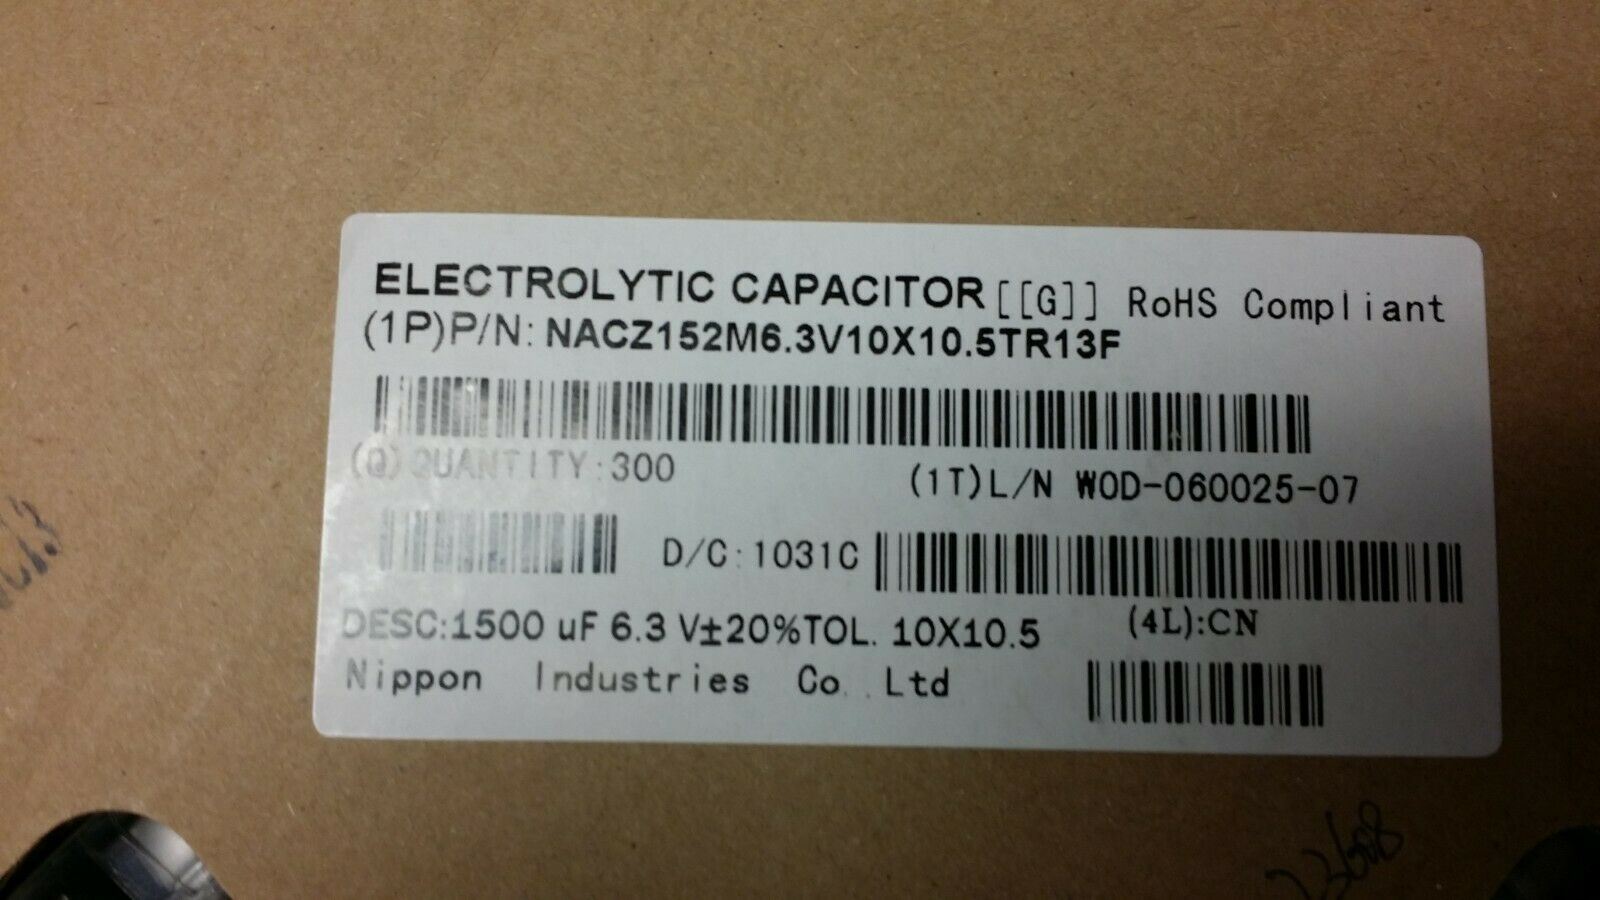 ELECTROLYTIC CAPACITOR [[G]] RoHS Compliant
(1P)P/N: NACZ152M6.3V10X10.5TR13F
(Q) QUANTITY:300
(1T)L/N WOD-060025-07
D/C:1031C
DESC:1500 uF 6.3 V±20%TOL. 10X10.5
(4L):CN
Nippon Industries Co..Ltd